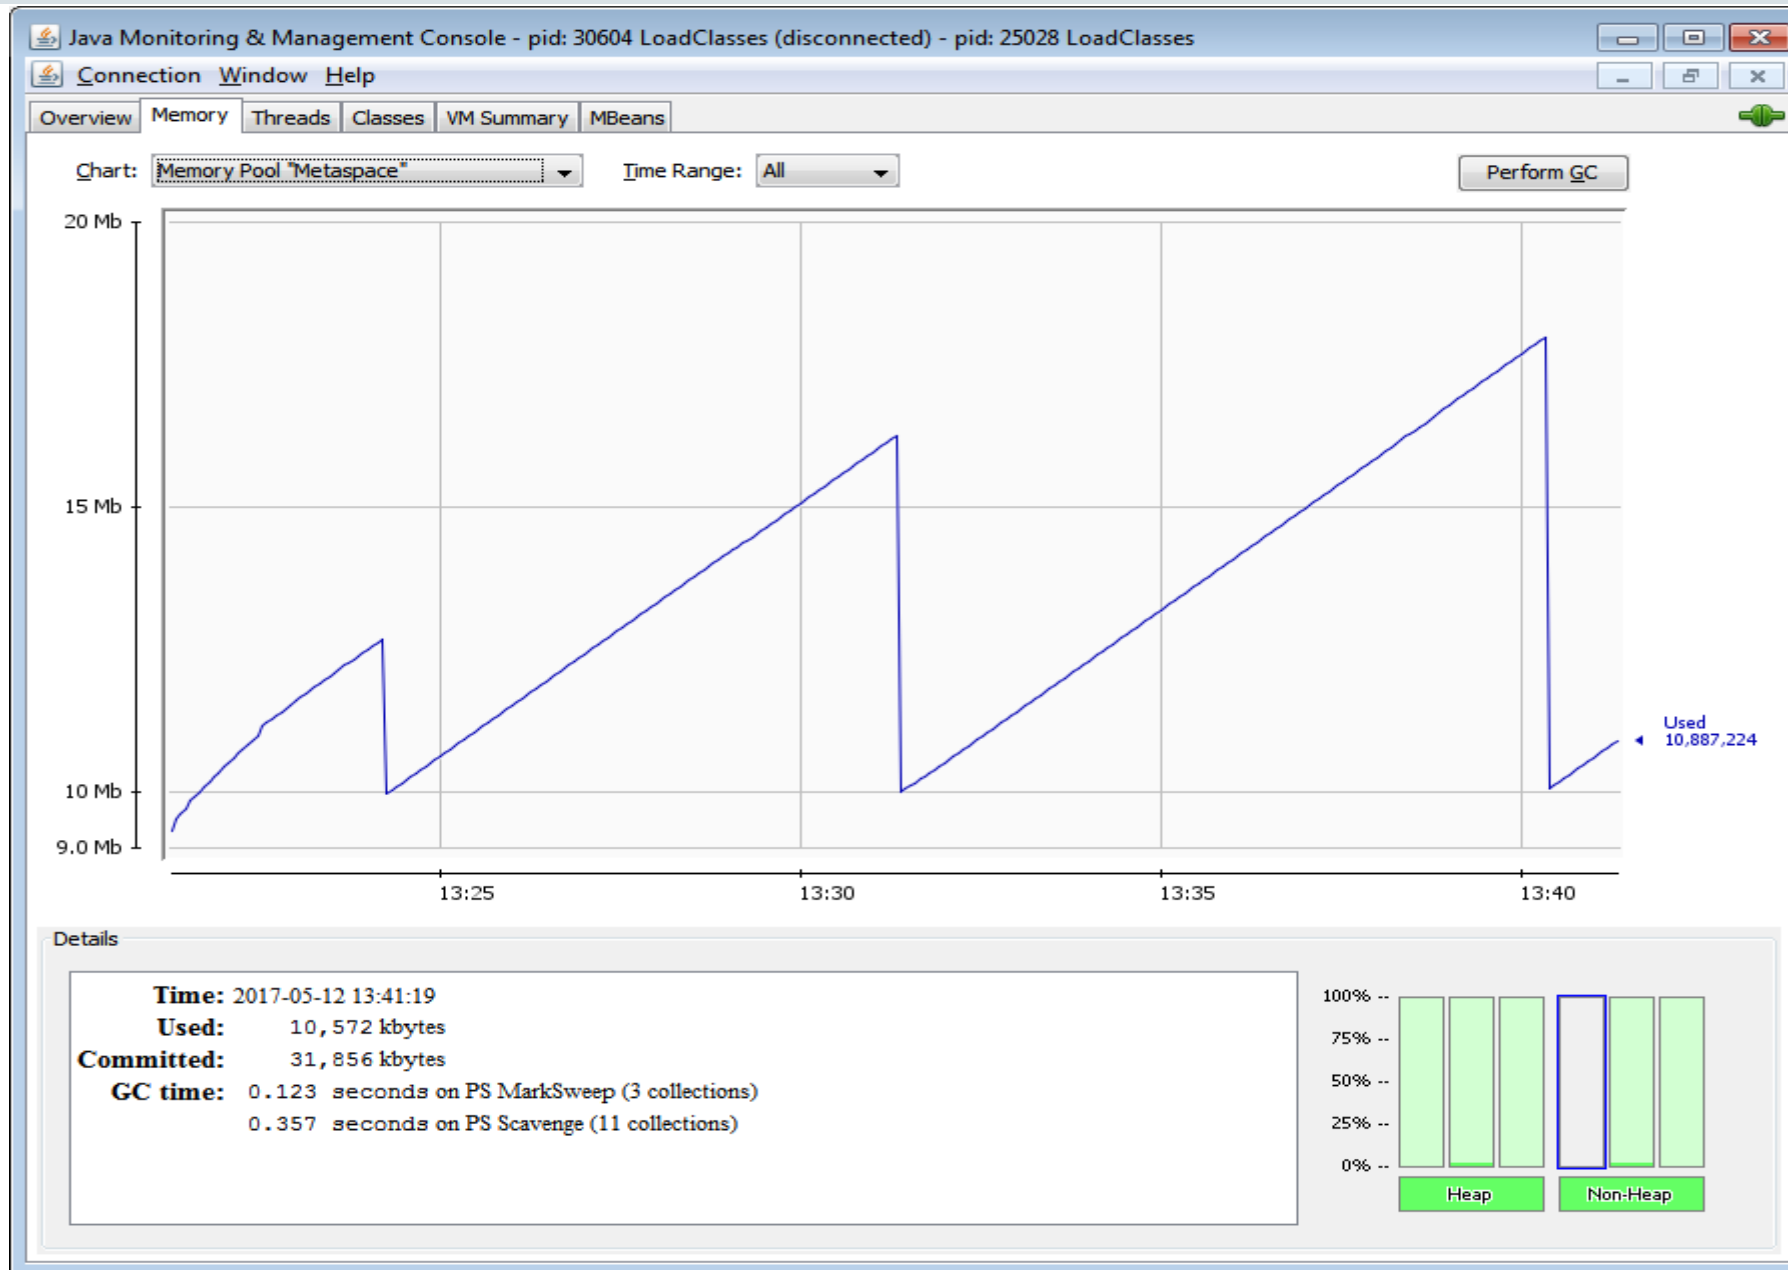 Java Monitoring & Management Console - pid: 30604 LoadClasses (disconnected) - pid: 25028 LoadClasses
Connection Window Help
Overview Memory Threads Classes VM Summary MBeans
Chart: Memory Pool "Metaspace" Time Range: All Perform GC
20 Mb
15 Mb
10 Mb
9.0 Mb
Used
10,887,224
13:25 13:30 13:35 13:40
Details
Time: 2017-05-12 13:41:19
Used: 10,572 kbytes
Committed: 31,856 kbytes
GC time: 0.123 seconds on PS MarkSweep (3 collections)
0.357 seconds on PS Scavenge (11 collections)
100% --
75% --
50% --
25% --
0% --
Heap Non-Heap